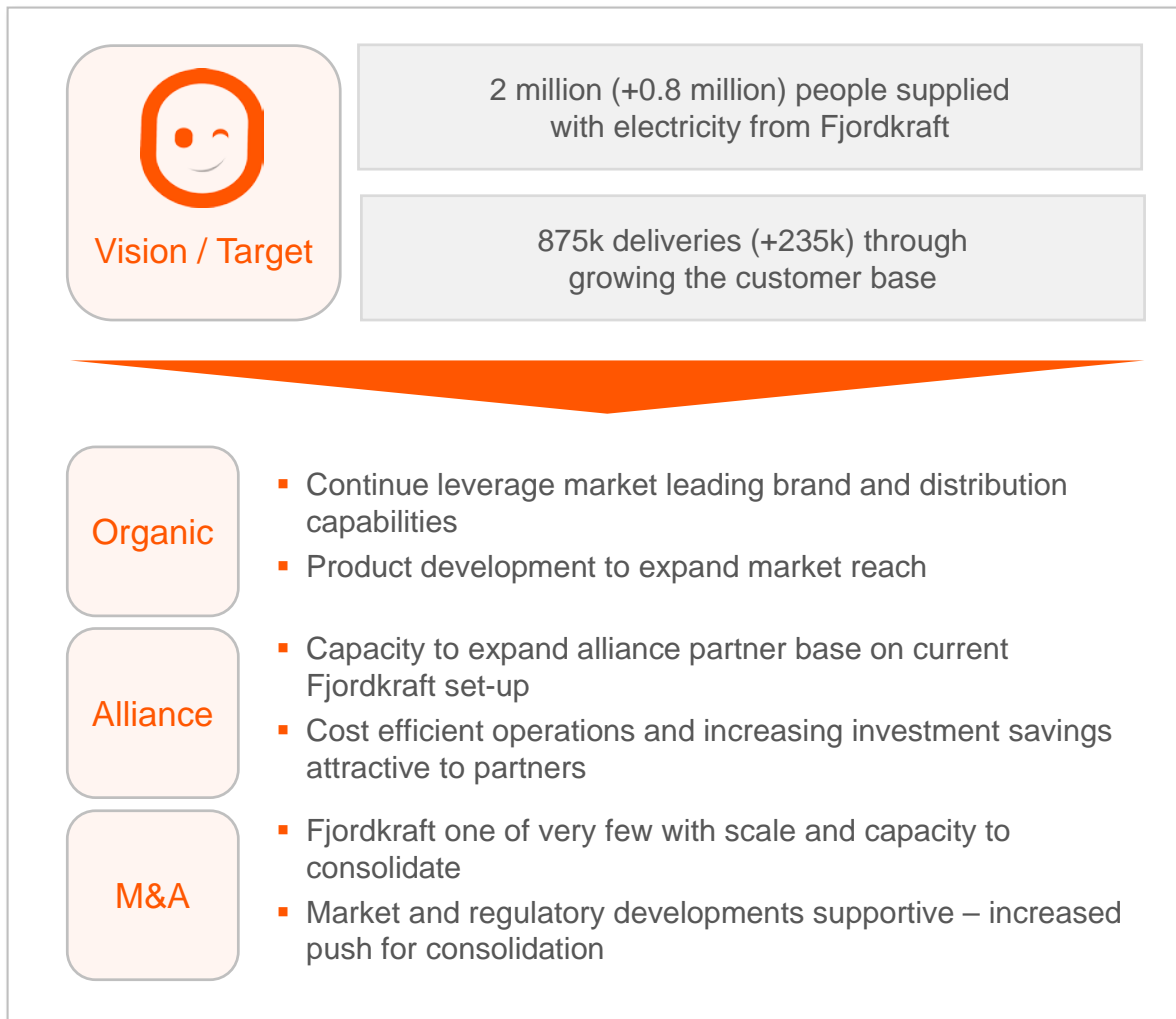 2 million (+0.8 million) people supplied
with electricity from Fjordkraft
Vision / Target
875k deliveries (+235k) through
growing the customer base
Organic
▪ Continue leverage market leading brand and distribution
capabilities
▪ Product development to expand market reach
Alliance
▪ Capacity to expand alliance partner base on current
Fjordkraft set-up
▪ Cost efficient operations and increasing investment savings
attractive to partners
M&A
▪ Fjordkraft one of very few with scale and capacity to
consolidate
▪ Market and regulatory developments supportive – increased
push for consolidation